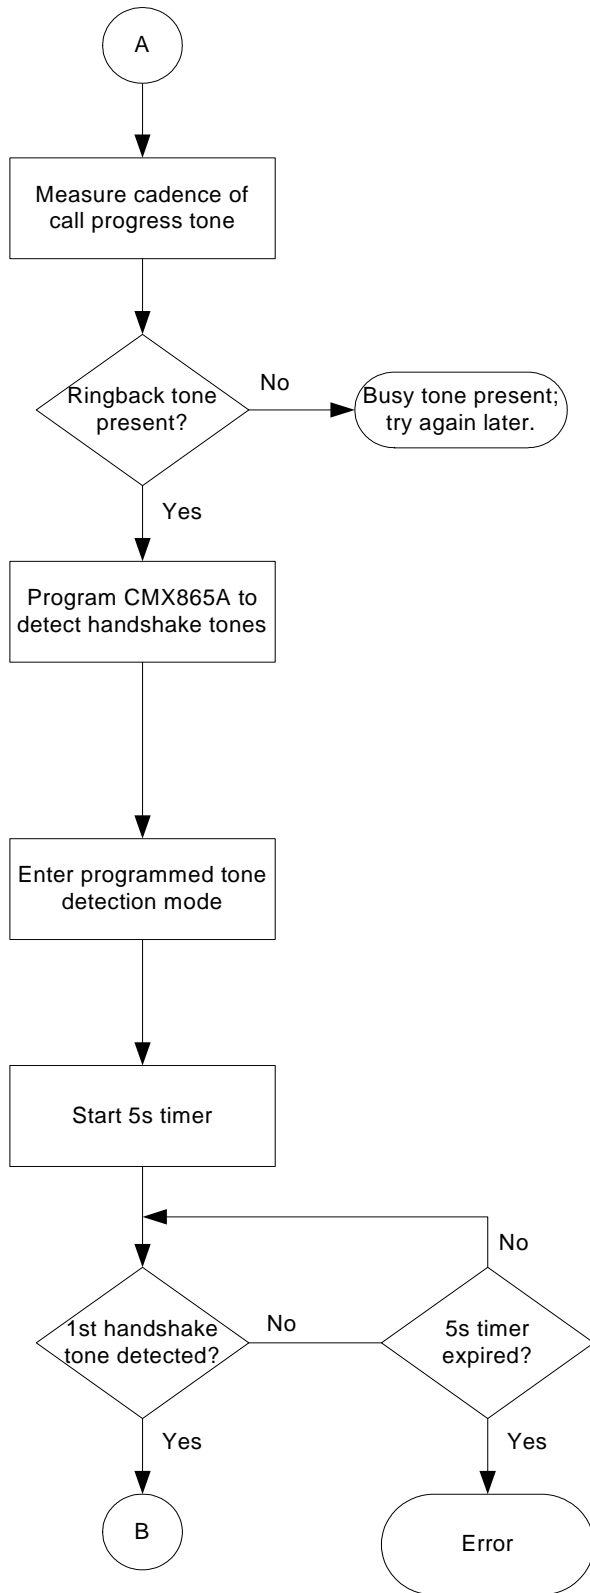 A
Measure cadence of
call progress tone
Ringback tone
present?
No
Busy tone present;
try again later.
Yes
Program CMX865A to
detect handshake tones
Enter programmed tone
detection mode
Start 5s timer
No
1st handshake
tone detected?
No
5s timer
expired?
Yes
Yes
B
Error